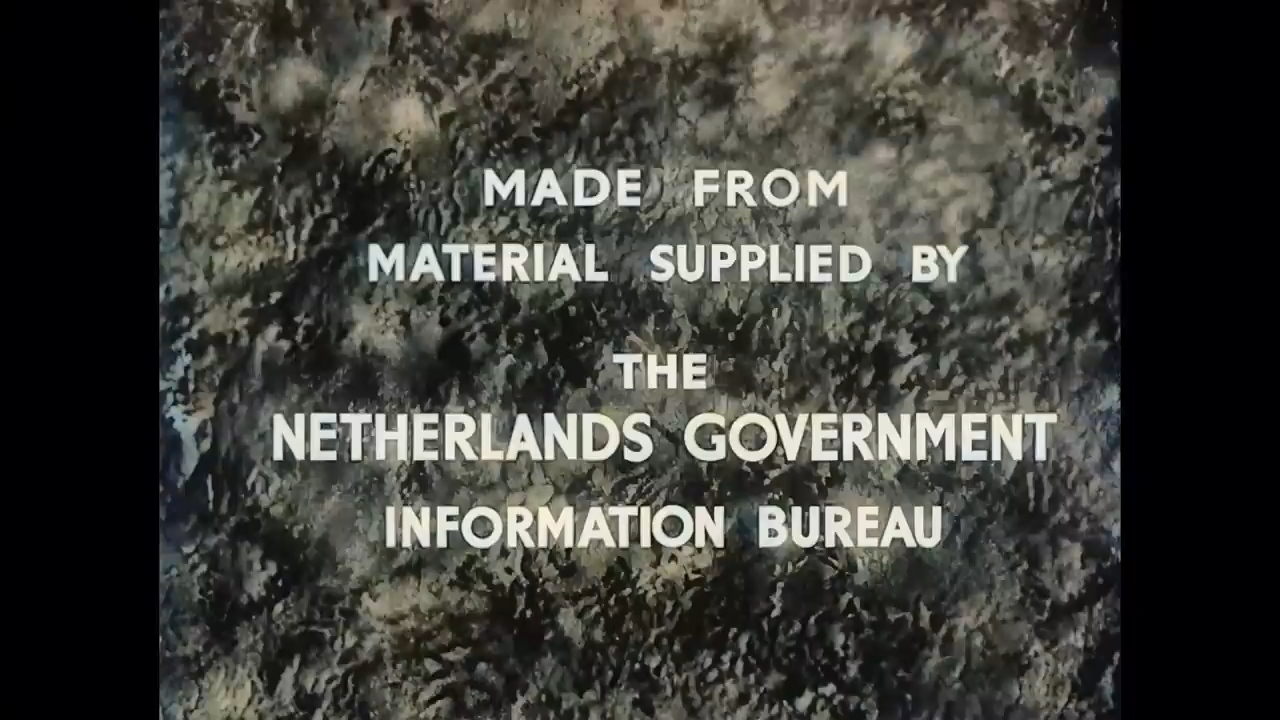 MADE FROM
MATERIAL SUPPLIED BY
THE
NETHERLANDS GOVERNMENT
INFORMATION BUREAU